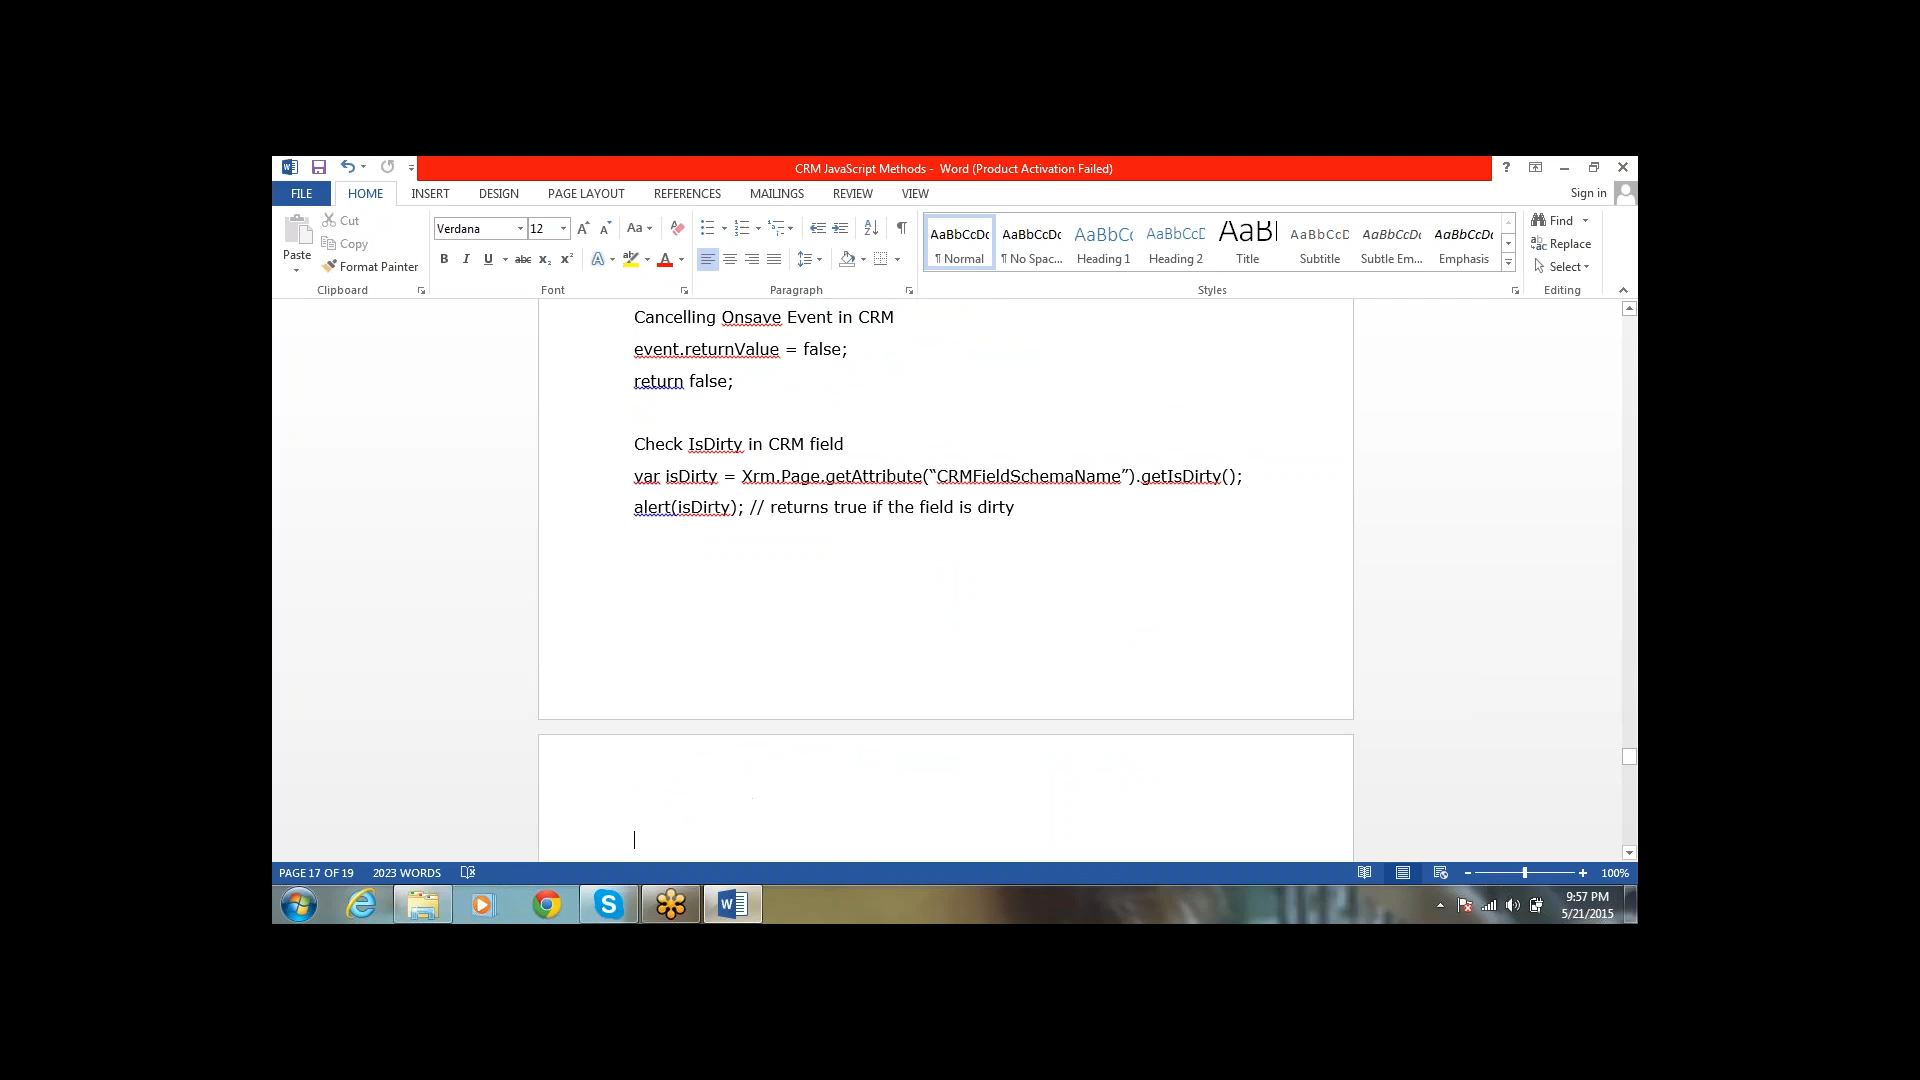 CRM JavaScript Methods - Word (Product Activation Failed)
?
FILE HOME INSERT DESIGN PAGE LAYOUT REFERENCES MAILINGS REVIEW VIEW Sign in
Paste
Cut
Copy
Format Painter
Clipboard
Verdana 12
Font
Paragraph
AaBbCcDc AaBbCcDc AaBbCc AaBbCcD AaBl AaBbCcD AaBbCcDc AaBbCcDc
¶ Normal ¶ No Spac... Heading 1 Heading 2 Title Subtitle Subtle Em... Emphasis
Styles
Find
Replace
Select
Editing
Cancelling Onsave Event in CRM
event.returnValue = false;
return false;
Check IsDirty in CRM field
var isDirty = Xrm.Page.getAttribute(“CRMFieldSchemaName”).getIsDirty();
alert(isDirty); // returns true if the field is dirty
PAGE 17 OF 19 2023 WORDS 100%
9:57 PM
5/21/2015